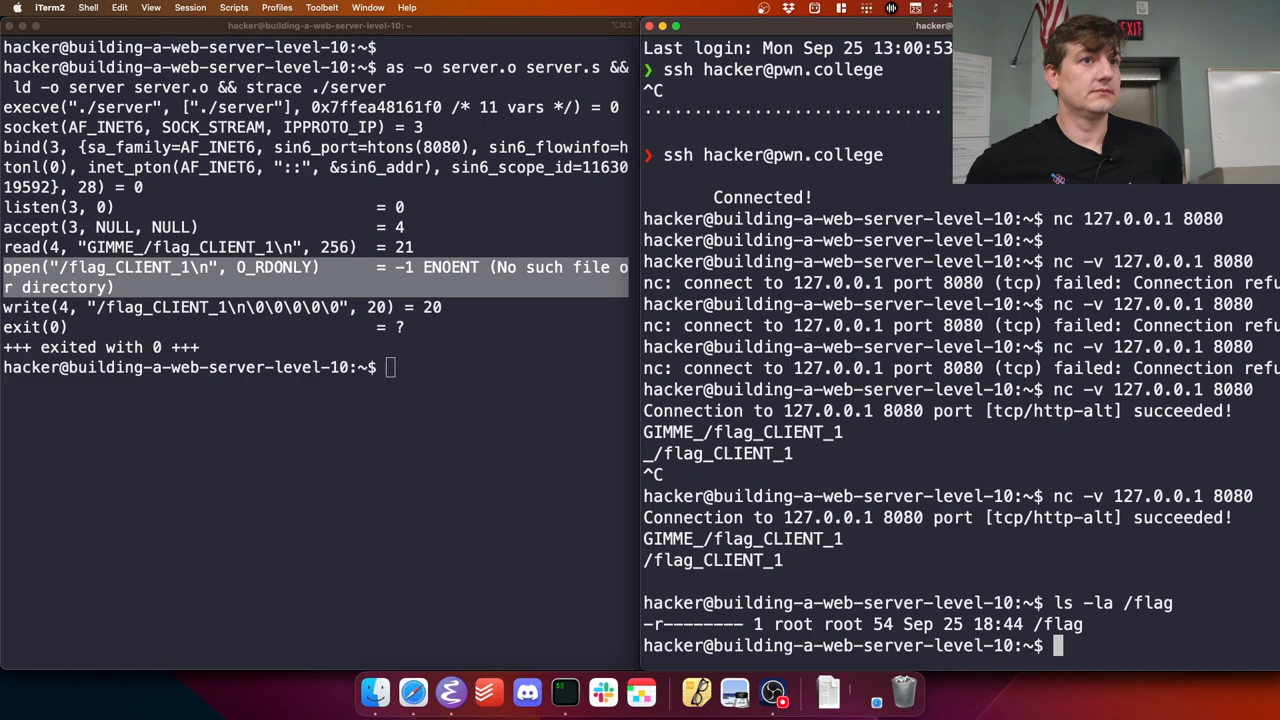 iTerm2 Shell Edit View Session Scripts Profiles Toolbelt Window Help
hacker@building-a-web-server-level-10: ~
⌥⌘2
hacker@building-a-web-server-level-10:~$
hacker@building-a-web-server-level-10:~$ as -o server.o server.s &&
ld -o server server.o && strace ./server
execve("./server", ["./server"], 0x7ffea48161f0 /* 11 vars */) = 0
socket(AF_INET6, SOCK_STREAM, IPPROTO_IP) = 3
bind(3, {sa_family=AF_INET6, sin6_port=htons(8080), sin6_flowinfo=h
tonl(0), inet_pton(AF_INET6, "::", &sin6_addr), sin6_scope_id=11630
19592}, 28) = 0
listen(3, 0) = 0
accept(3, NULL, NULL) = 4
read(4, "GIMME_/flag_CLIENT_1\n", 256) = 21
open("/flag_CLIENT_1\n", O_RDONLY) = -1 ENOENT (No such file o
r directory)
write(4, "/flag_CLIENT_1\n\0\0\0\0\0", 20) = 20
exit(0) = ?
+++ exited with 0 +++
hacker@building-a-web-server-level-10:~$
hacker@building-a-we
Last login: Mon Sep 25 13:00:53
❯ ssh hacker@pwn.college
^C
..............................
❯ ssh hacker@pwn.college
Connected!
hacker@building-a-web-server-level-10:~$ nc 127.0.0.1 8080
hacker@building-a-web-server-level-10:~$
hacker@building-a-web-server-level-10:~$ nc -v 127.0.0.1 8080
nc: connect to 127.0.0.1 port 8080 (tcp) failed: Connection refu
hacker@building-a-web-server-level-10:~$ nc -v 127.0.0.1 8080
nc: connect to 127.0.0.1 port 8080 (tcp) failed: Connection refu
hacker@building-a-web-server-level-10:~$ nc -v 127.0.0.1 8080
nc: connect to 127.0.0.1 port 8080 (tcp) failed: Connection refu
hacker@building-a-web-server-level-10:~$ nc -v 127.0.0.1 8080
Connection to 127.0.0.1 8080 port [tcp/http-alt] succeeded!
GIMME_/flag_CLIENT_1
_/flag_CLIENT_1
^C
hacker@building-a-web-server-level-10:~$ nc -v 127.0.0.1 8080
Connection to 127.0.0.1 8080 port [tcp/http-alt] succeeded!
GIMME_/flag_CLIENT_1
/flag_CLIENT_1
hacker@building-a-web-server-level-10:~$ ls -la /flag
-r-------- 1 root root 54 Sep 25 18:44 /flag
hacker@building-a-web-server-level-10:~$
EXIT